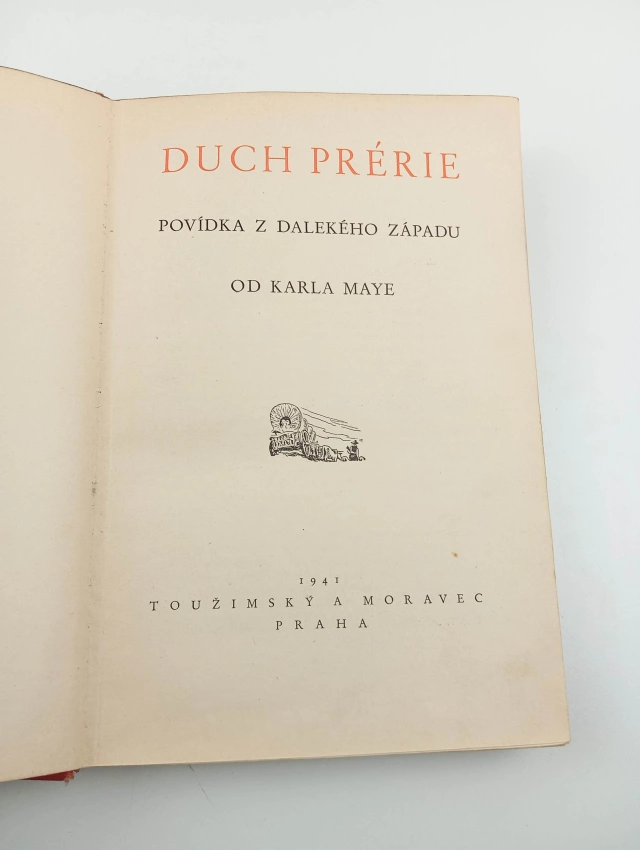 DUCH PRÉRIE
POVÍDKA Z DALEKÉHO ZÁPADU
OD KARLA MAYE
1941
TOUŽIMSKÝ A MORAVEC
PRAHA